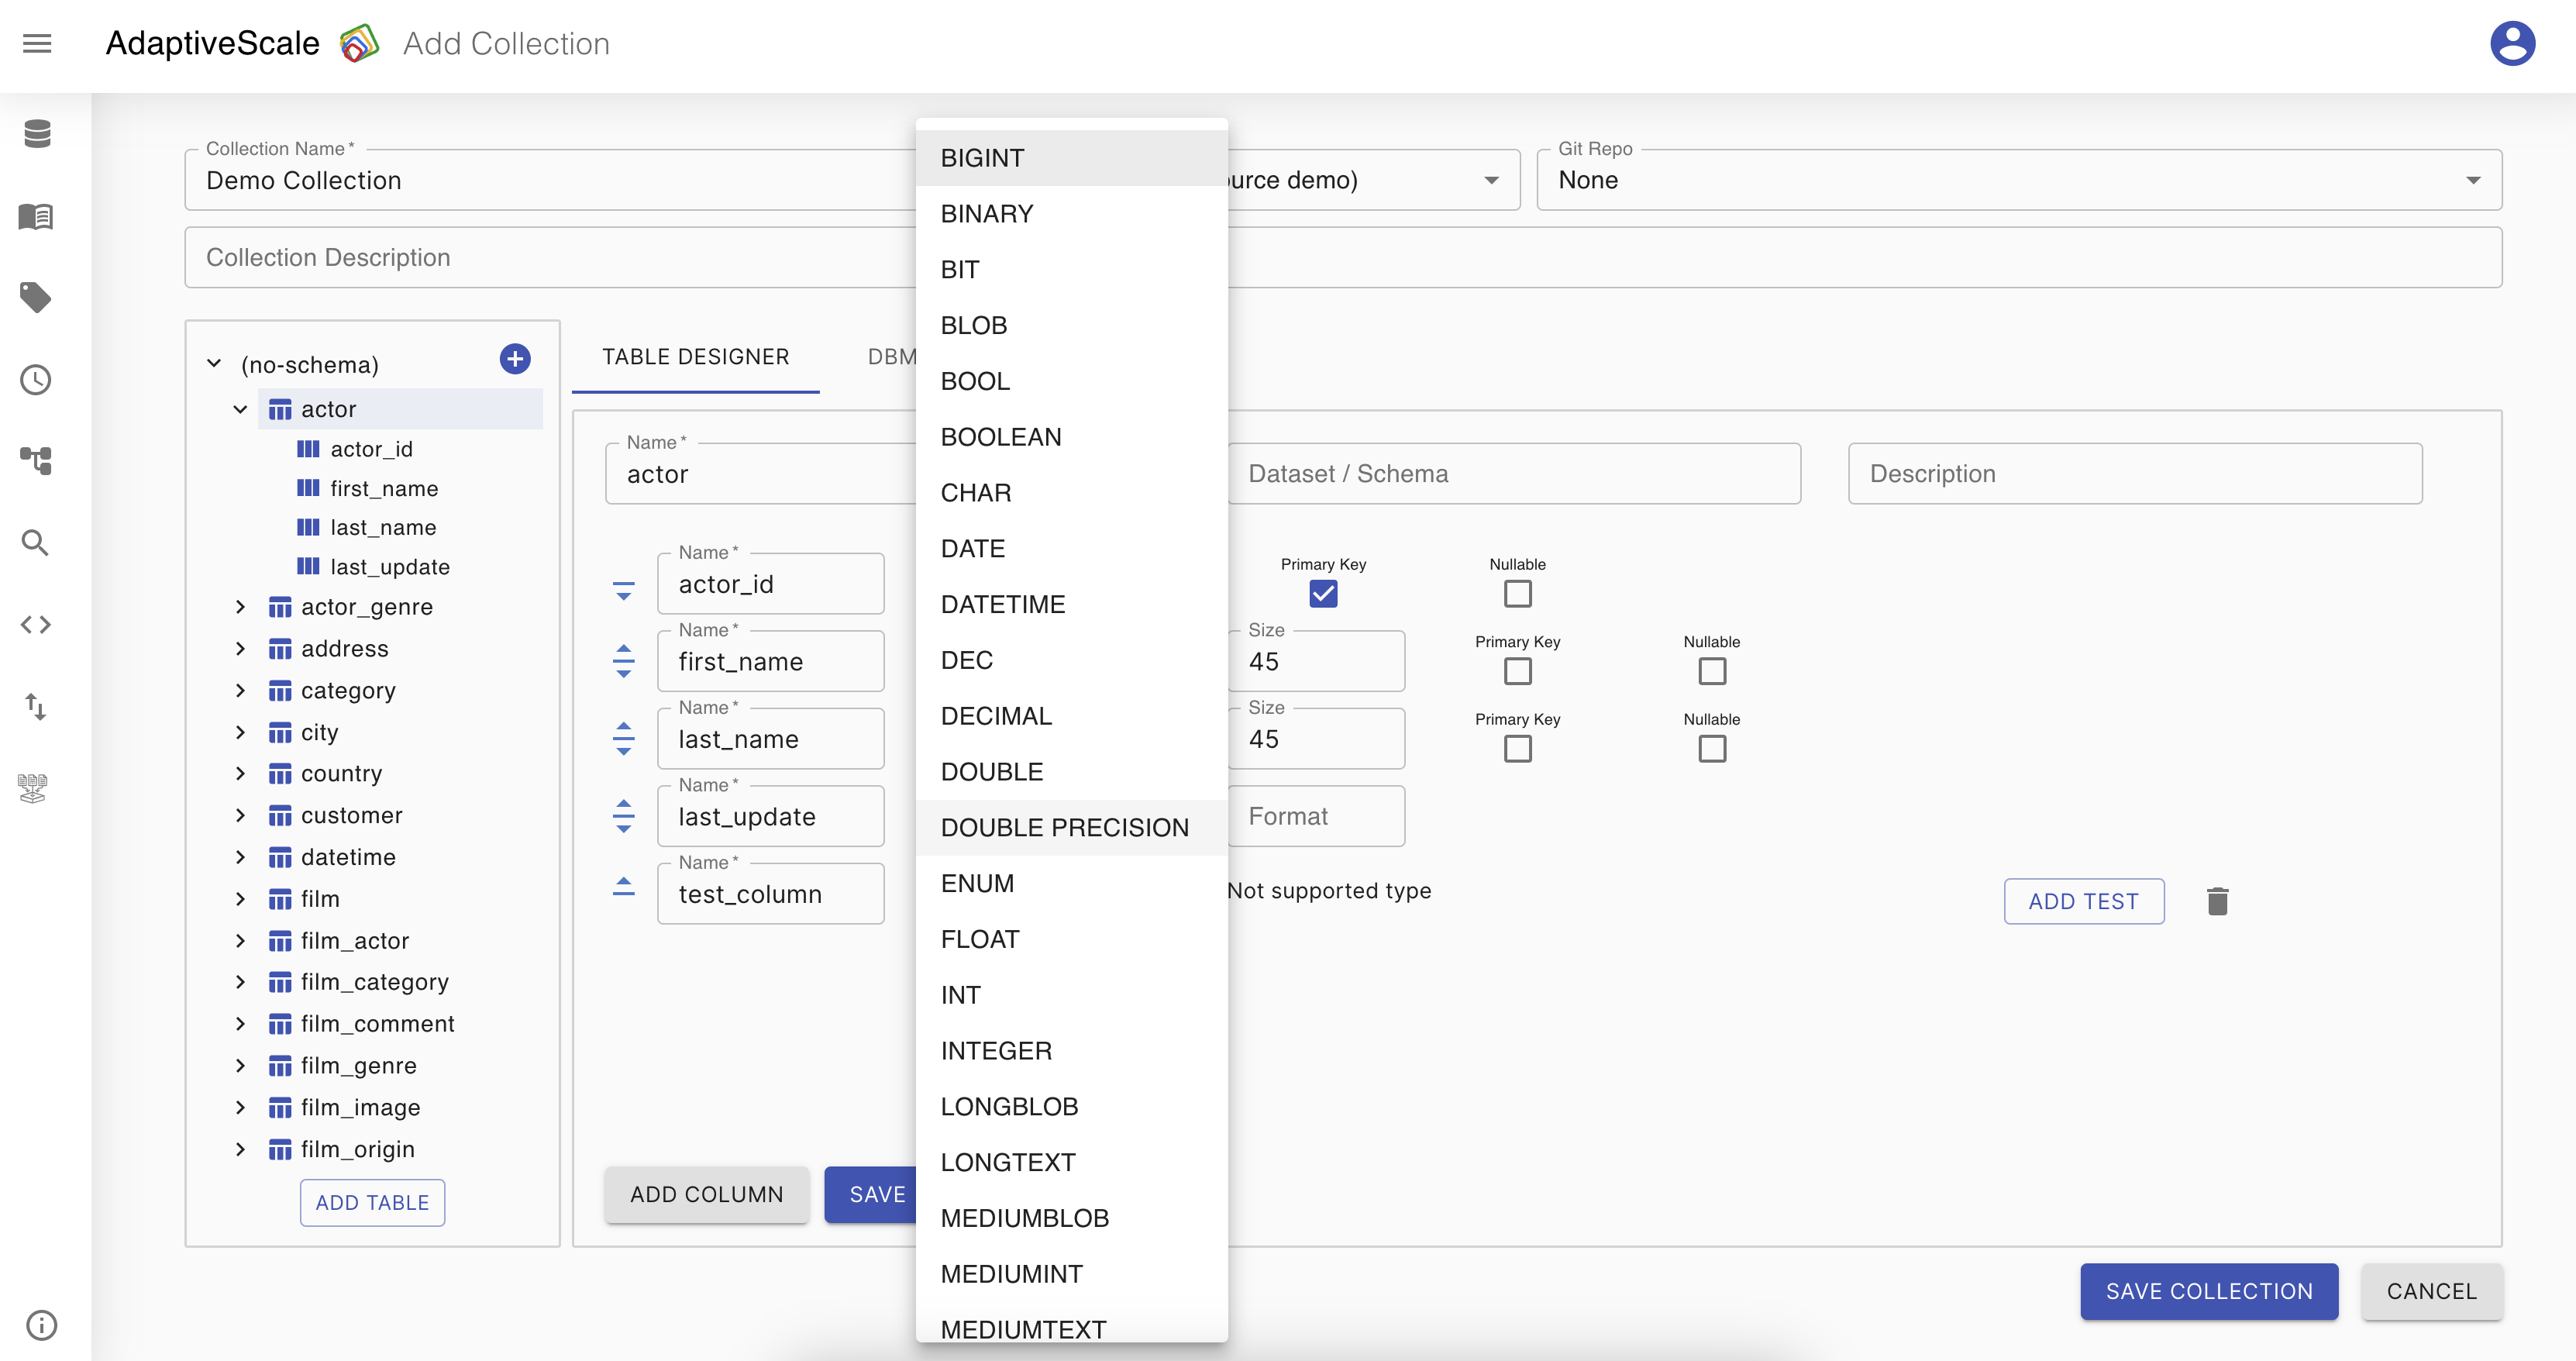 AdaptiveScale Add Collection
Collection Name *
Demo Collection
ource demo)
Git Repo
None
Collection Description
(no-schema)
actor
actor_id
first_name
last_name
last_update
actor_genre
address
category
city
country
customer
datetime
film
film_actor
film_category
film_comment
film_genre
film_image
film_origin
ADD TABLE
TABLE DESIGNER
DBM
Name *
actor
Dataset / Schema
Description
Name *
actor_id
Primary Key
Nullable
Name *
first_name
Size
45
Primary Key
Nullable
Name *
last_name
Size
45
Primary Key
Nullable
Name *
last_update
Format
Name *
test_column
Not supported type
ADD TEST
ADD COLUMN
SAVE
BIGINT
BINARY
BIT
BLOB
BOOL
BOOLEAN
CHAR
DATE
DATETIME
DEC
DECIMAL
DOUBLE
DOUBLE PRECISION
ENUM
FLOAT
INT
INTEGER
LONGBLOB
LONGTEXT
MEDIUMBLOB
MEDIUMINT
MEDIUMTEXT
SAVE COLLECTION
CANCEL